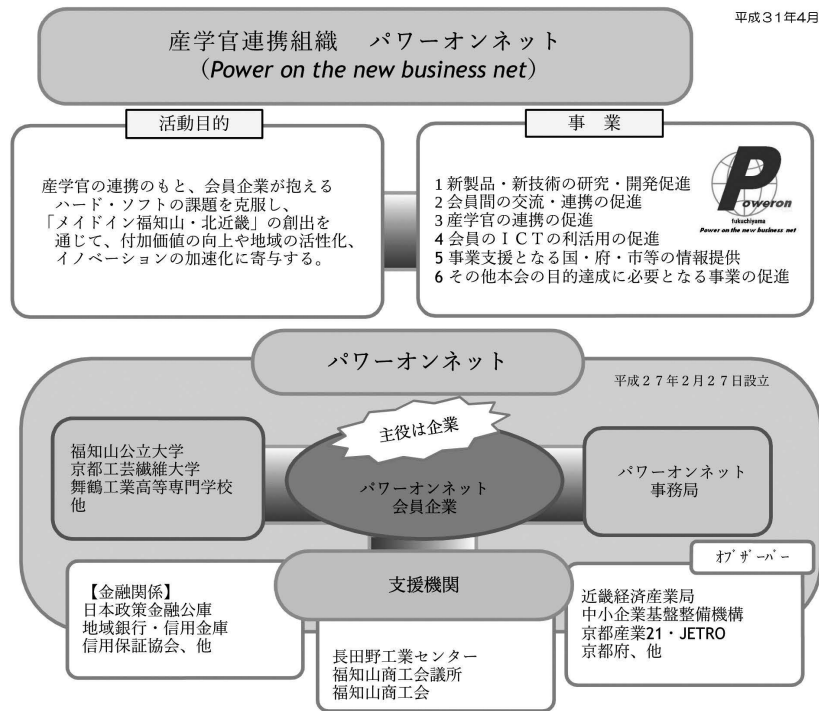 平成31年4月
産学官連携組織　パワーオンネット
（Power on the new business net）
活動目的
産学官の連携のもと、会員企業が抱える
ハード・ソフトの課題を克服し、
「メイドイン福知山・北近畿」の創出を
通じて、付加価値の向上や地域の活性化、
イノベーションの加速化に寄与する。
事　業
1 新製品・新技術の研究・開発促進
2 会員間の交流・連携の促進
3 産学官の連携の促進
4 会員のＩＣＴの利活用の促進
5 事業支援となる国・府・市等の情報提供
6 その他本会の目的達成に必要となる事業の促進
Poweron
fukuchiyama
Power on the new business net
パワーオンネット
平成２７年２月２７日設立
主役は企業
福知山公立大学
京都工芸繊維大学
舞鶴工業高等専門学校
他
パワーオンネット
会員企業
パワーオンネット
事務局
オブザーバー
【金融関係】
日本政策金融公庫
地域銀行・信用金庫
信用保証協会、他
支援機関
長田野工業センター
福知山商工会議所
福知山商工会
近畿経済産業局
中小企業基盤整備機構
京都産業21・JETRO
京都府、他